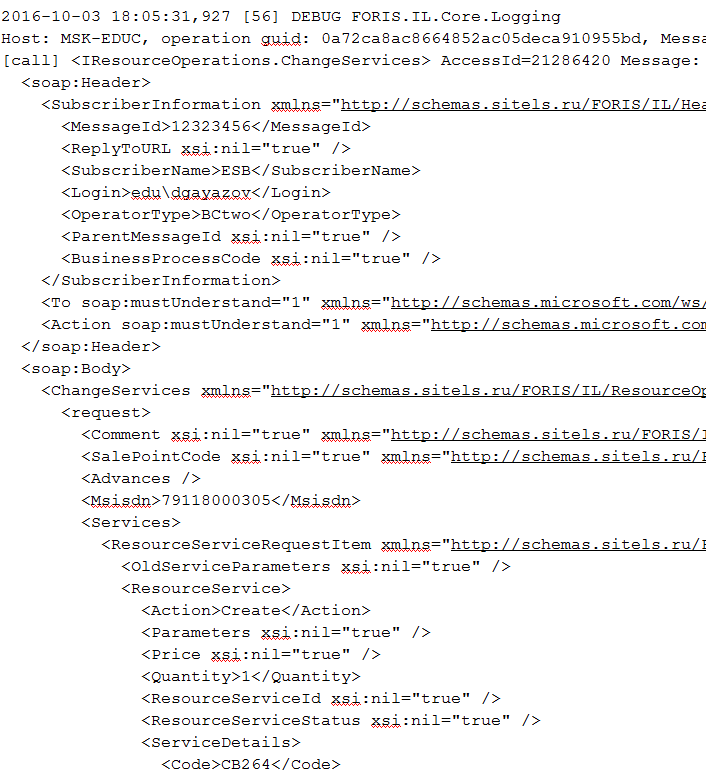 2016-10-03 18:05:31,927 [56] DEBUG FORIS.IL.Core.Logging
Host: MSK-EDUC, operation guid: 0a72ca8ac8664852ac05deca910955bd, Messa
[call] <IResourceOperations.ChangeServices> AccessId=21286420 Message:
<soap:Header>
<SubscriberInformation xmlns="http://schemas.sitels.ru/FORIS/IL/Hea
<MessageId>12323456</MessageId>
<ReplyToURL xsi:nil="true" />
<SubscriberName>ESB</SubscriberName>
<Login>edu\dgayazov</Login>
<OperatorType>BCtwo</OperatorType>
<ParentMessageId xsi:nil="true" />
<BusinessProcessCode xsi:nil="true" />
</SubscriberInformation>
<To soap:mustUnderstand="1" xmlns="http://schemas.microsoft.com/ws/
<Action soap:mustUnderstand="1" xmlns="http://schemas.microsoft.com
</soap:Header>
<soap:Body>
<ChangeServices xmlns="http://schemas.sitels.ru/FORIS/IL/ResourceOp
<request>
<Comment xsi:nil="true" xmlns="http://schemas.sitels.ru/FORIS/I
<SalePointCode xsi:nil="true" xmlns="http://schemas.sitels.ru/F
<Advances />
<Msisdn>79118000305</Msisdn>
<Services>
<ResourceServiceRequestItem xmlns="http://schemas.sitels.ru/F
<OldServiceParameters xsi:nil="true" />
<ResourceService>
<Action>Create</Action>
<Parameters xsi:nil="true" />
<Price xsi:nil="true" />
<Quantity>1</Quantity>
<ResourceServiceId xsi:nil="true" />
<ResourceServiceStatus xsi:nil="true" />
<ServiceDetails>
<Code>CB264</Code>